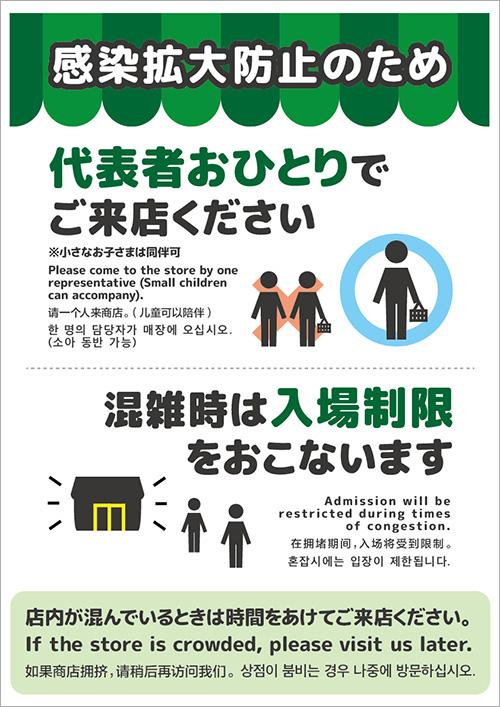 感染拡大防止のため
代表者おひとりで
ご来店ください
※小さなお子さまは同伴可
Please come to the store by one
representative (Small children
can accompany).
请一个人来商店。（儿童可以陪伴）
한 명의 담당자가 매장에 오십시오.
(소아 동반 가능)
混雑時は入場制限
をおこないます
Admission will be
restricted during times
of congestion.
在拥堵期间，入场将受到限制。
혼잡시에는 입장이 제한됩니다.
店内が混んでいるときは時間をあけてご来店ください。
If the store is crowded, please visit us later.
如果商店拥挤，请稍后再访问我们。 상점이 붐비는 경우 나중에 방문하십시오.